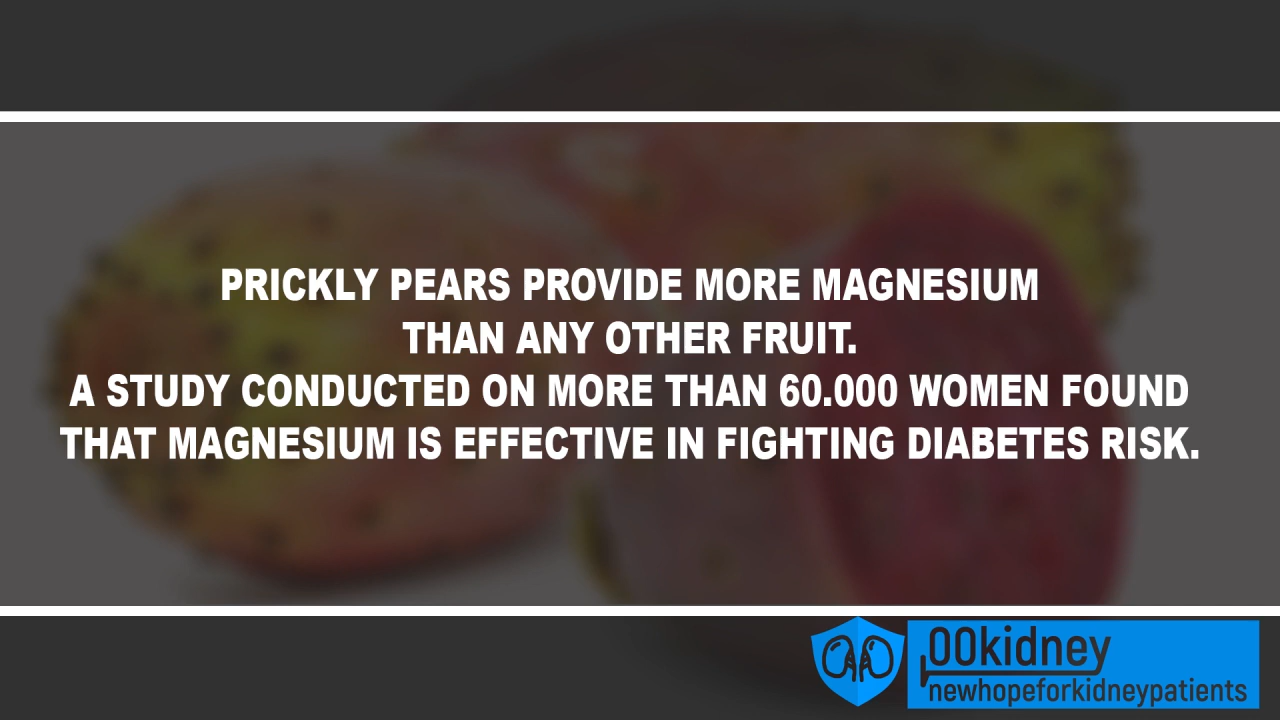 PRICKLY PEARS PROVIDE MORE MAGNESIUM
THAN ANY OTHER FRUIT.
A STUDY CONDUCTED ON MORE THAN 60.000 WOMEN FOUND
THAT MAGNESIUM IS EFFECTIVE IN FIGHTING DIABETES RISK.
00kidney
newhopeforkidneypatients